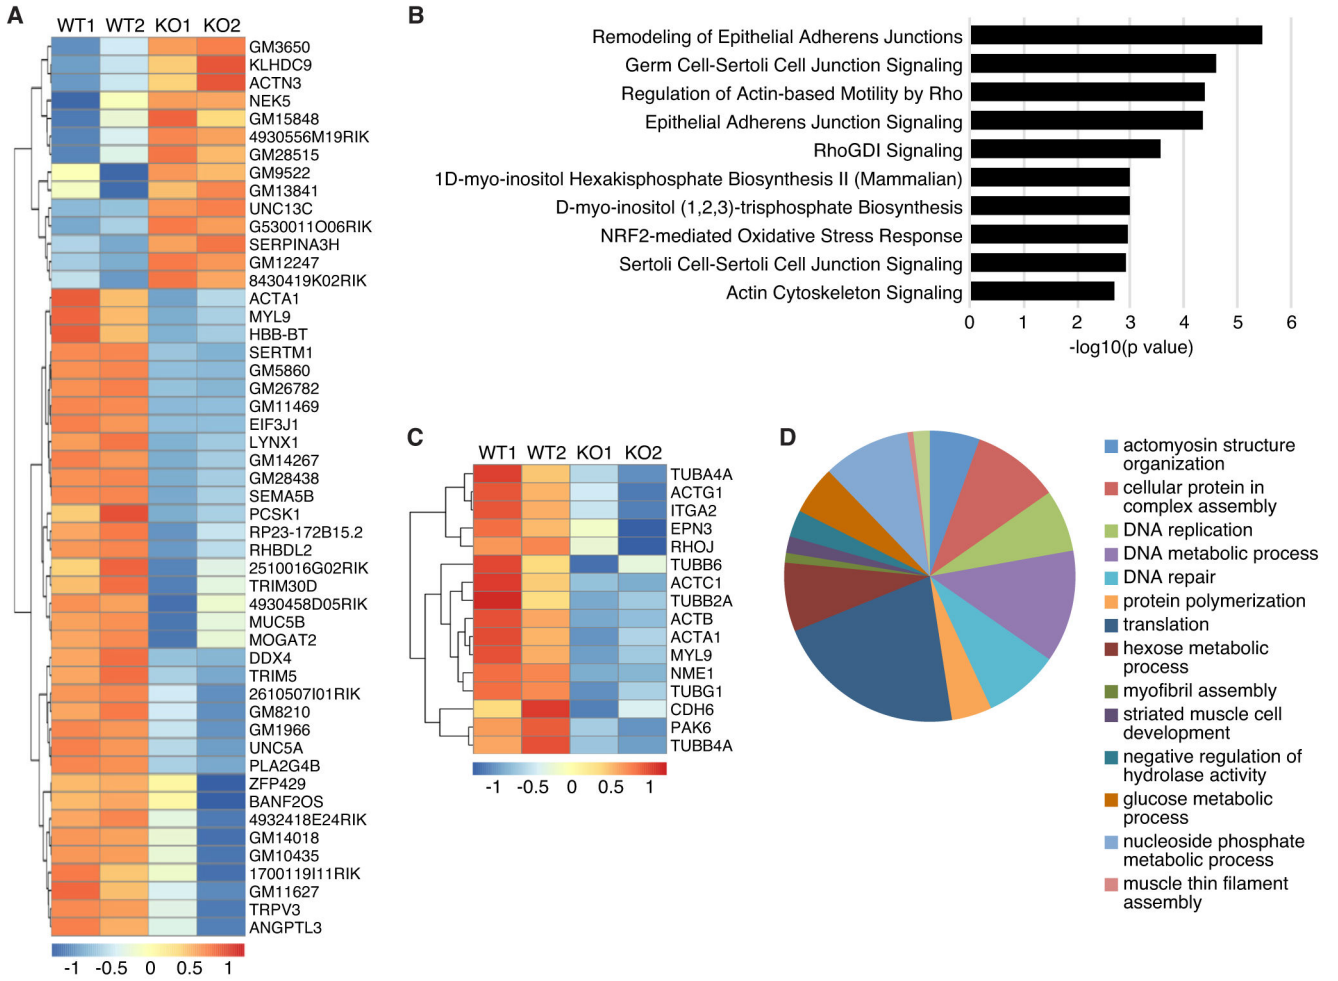 A
WT1 WT2 KO1 KO2
GM3650
KLHDC9
ACTN3
NEK5
GM15848
4930556M19RIK
GM28515
GM9522
GM13841
UNC13C
G530011O06RIK
SERPINA3H
GM12247
8430419K02RIK
ACTA1
MYL9
HBB-BT
SERTM1
GM5860
GM26782
GM11469
EIF3J1
LYNX1
GM14267
GM28438
SEMA5B
PCSK1
RP23-172B15.2
RHBDL2
2510016G02RIK
TRIM30D
4930458D05RIK
MUC5B
MOGAT2
DDX4
TRIM5
2610507I01RIK
GM8210
GM1966
UNC5A
PLA2G4B
ZFP429
BANF2OS
4932418E24RIK
GM14018
GM10435
1700119I11RIK
GM11627
TRPV3
ANGPTL3
-1 -0.5 0 0.5 1
B
Remodeling of Epithelial Adherens Junctions
Germ Cell-Sertoli Cell Junction Signaling
Regulation of Actin-based Motility by Rho
Epithelial Adherens Junction Signaling
RhoGDI Signaling
1D-myo-inositol Hexakisphosphate Biosynthesis II (Mammalian)
D-myo-inositol (1,2,3)-trisphosphate Biosynthesis
NRF2-mediated Oxidative Stress Response
Sertoli Cell-Sertoli Cell Junction Signaling
Actin Cytoskeleton Signaling
0 1 2 3 4 5 6
-log10(p value)
C
WT1 WT2 KO1 KO2
TUBA4A
ACTG1
ITGA2
EPN3
RHOJ
TUBB6
ACTC1
TUBB2A
ACTB
ACTA1
MYL9
NME1
TUBG1
CDH6
PAK6
TUBB4A
-1 -0.5 0 0.5 1
D
actomyosin structure
organization
cellular protein in
complex assembly
DNA replication
DNA metabolic process
DNA repair
protein polymerization
translation
hexose metabolic
process
myofibril assembly
striated muscle cell
development
negative regulation of
hydrolase activity
glucose metabolic
process
nucleoside phosphate
metabolic process
muscle thin filament
assembly